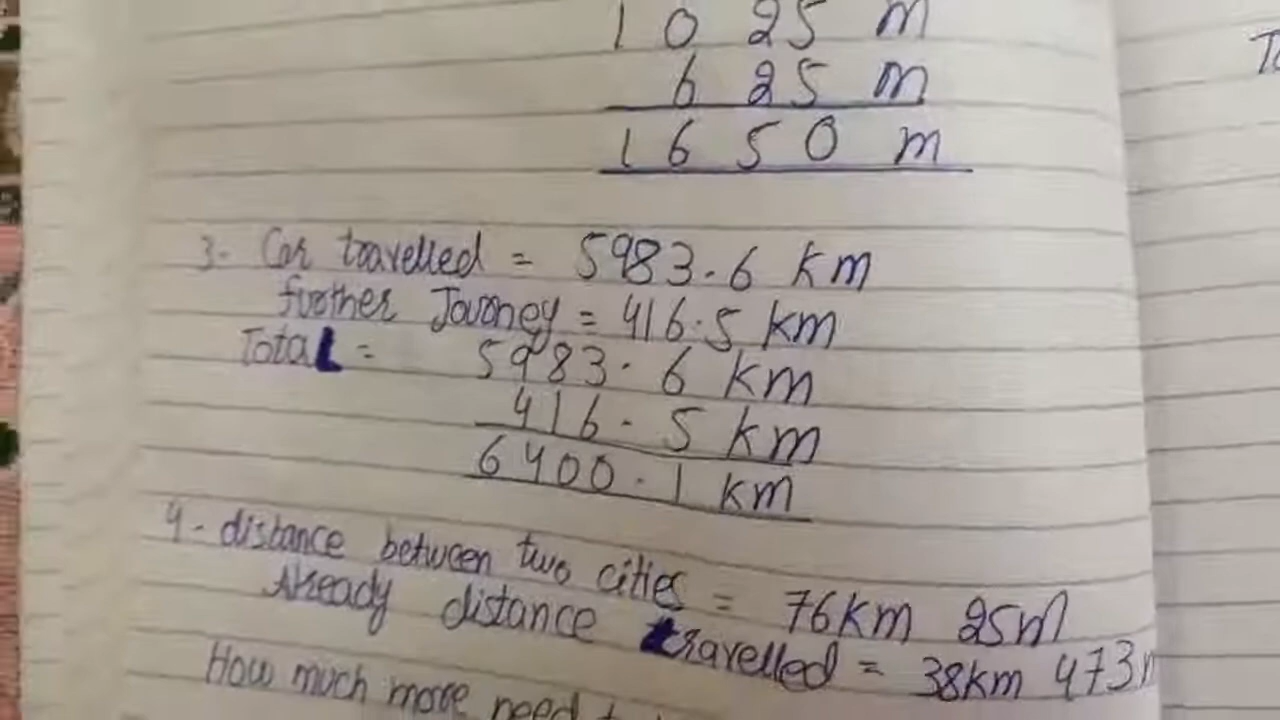 1 0 25 m
6 25 m
1 6 5 0 m
3- Car travelled = 5983.6 km
further Journey = 416.5 km
Total = 5983.6 km
416.5 km
6400.1 km
4- distance between two cities = 76km 25m
Already distance travelled = 38km 473m
How much more need